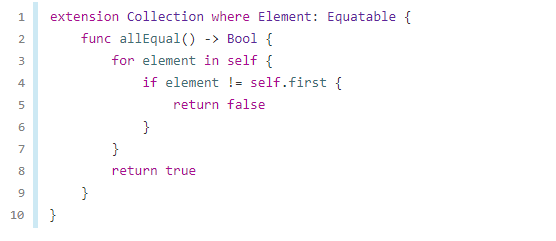 1 extension Collection where Element: Equatable {
2     func allEqual() -> Bool {
3         for element in self {
4             if element != self.first {
5                 return false
6             }
7         }
8         return true
9     }
10 }